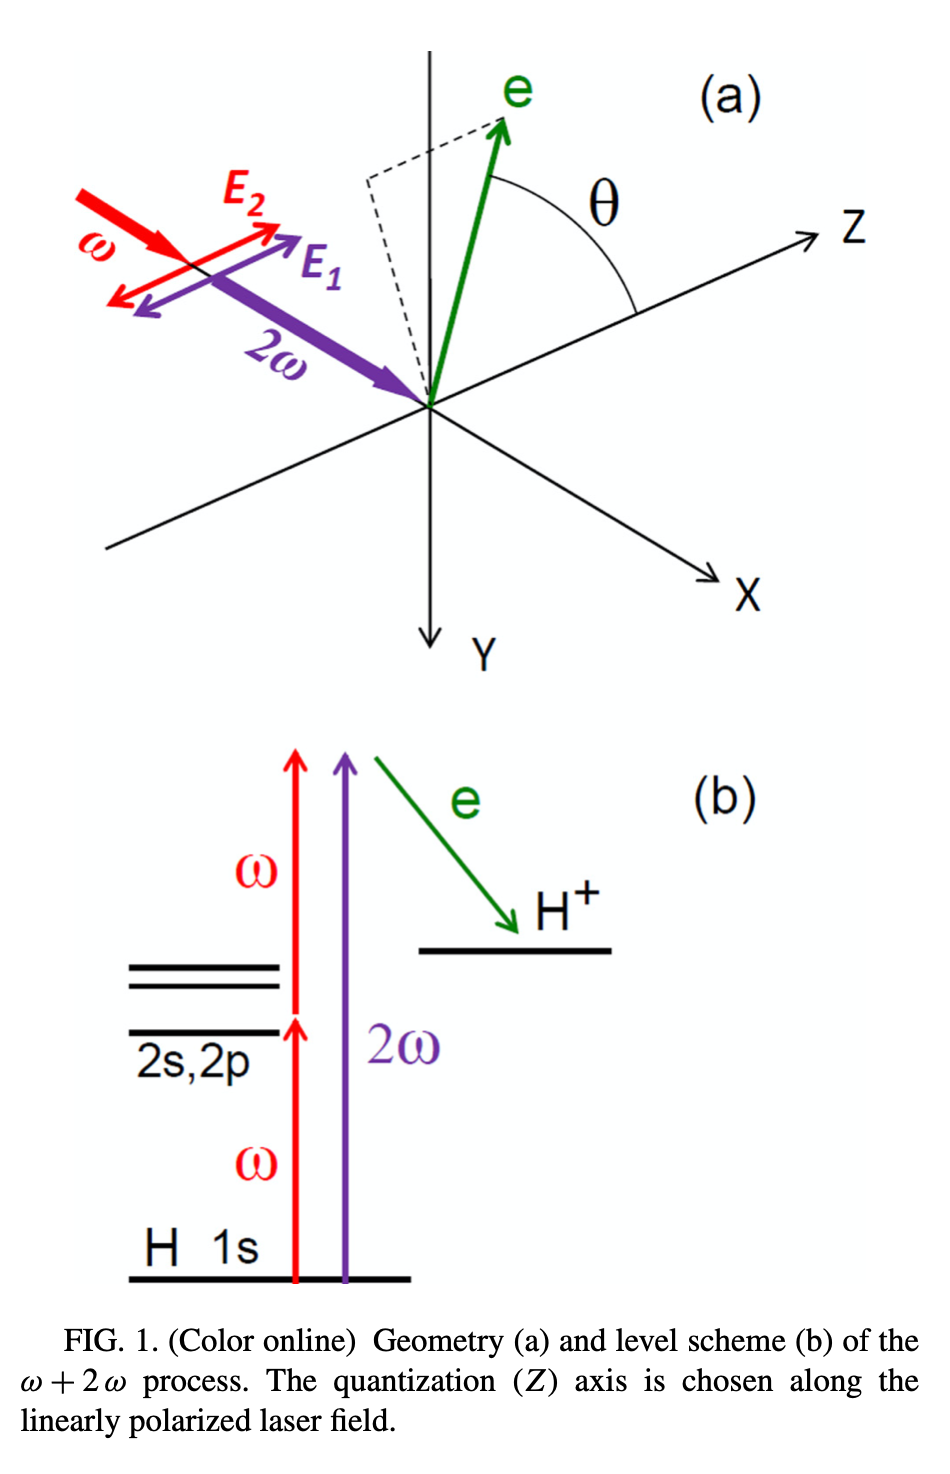 (a)
e
E2
ω
E1
2ω
θ
Z
X
Y
(b)
e
ω
H+
2s,2p
2ω
ω
H 1s
FIG. 1. (Color online) Geometry (a) and level scheme (b) of the
ω + 2ω process. The quantization (Z) axis is chosen along the
linearly polarized laser field.